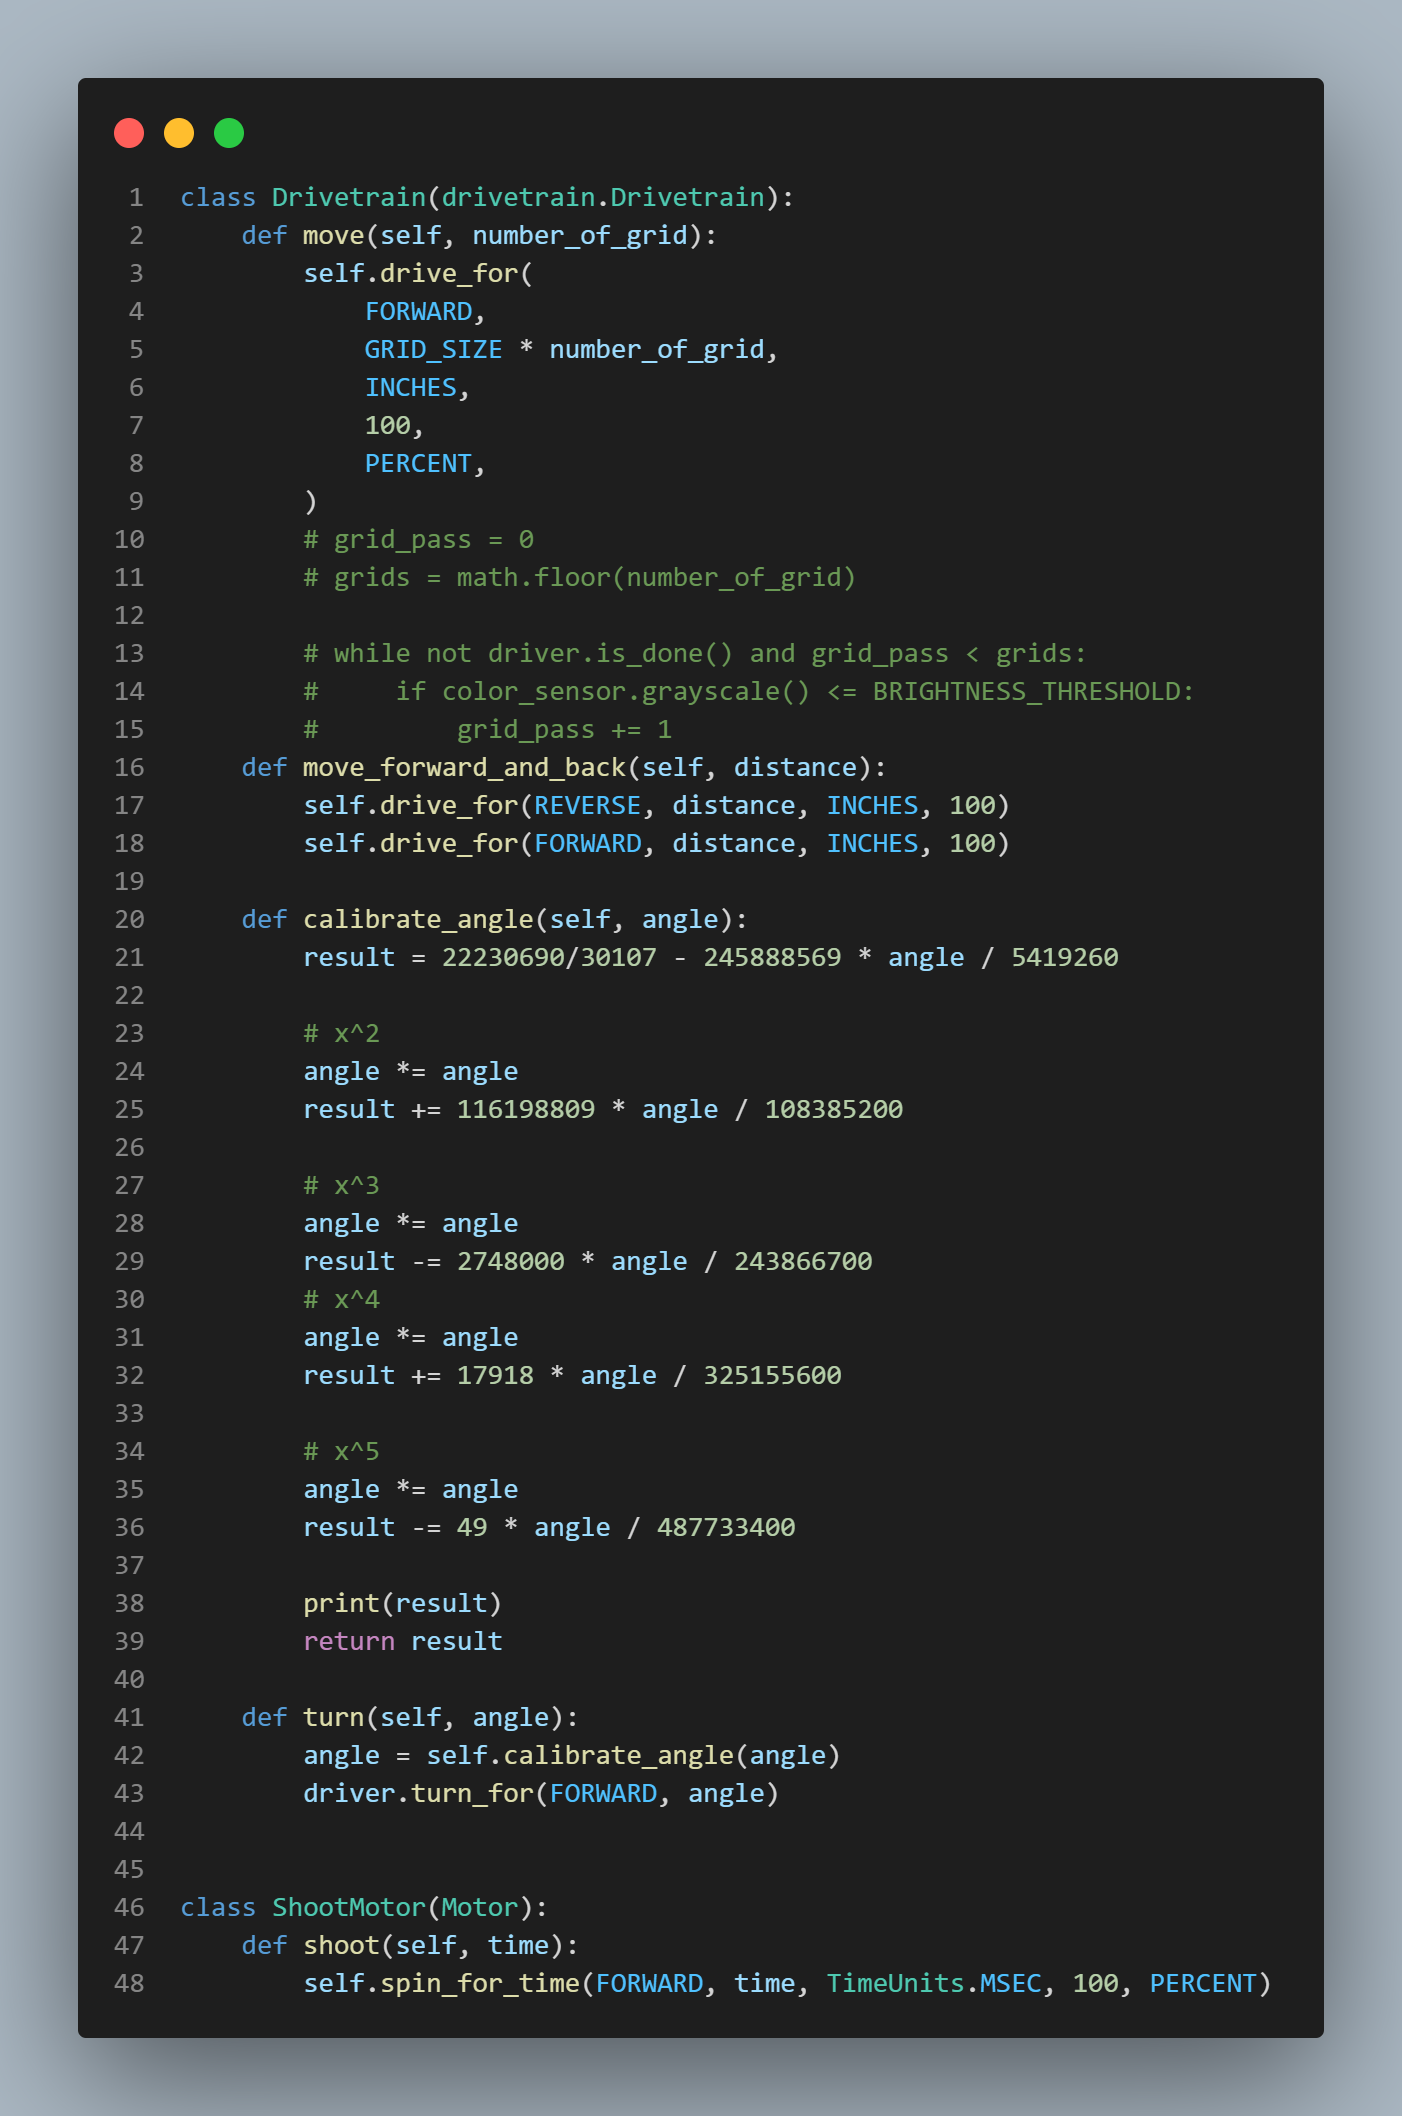 1 class Drivetrain(drivetrain.Drivetrain):
2     def move(self, number_of_grid):
3         self.drive_for(
4             FORWARD,
5             GRID_SIZE * number_of_grid,
6             INCHES,
7             100,
8             PERCENT,
9         )
10         # grid_pass = 0
11         # grids = math.floor(number_of_grid)
12
13         # while not driver.is_done() and grid_pass < grids:
14         #     if color_sensor.grayscale() <= BRIGHTNESS_THRESHOLD:
15         #         grid_pass += 1
16     def move_forward_and_back(self, distance):
17         self.drive_for(REVERSE, distance, INCHES, 100)
18         self.drive_for(FORWARD, distance, INCHES, 100)
19
20     def calibrate_angle(self, angle):
21         result = 22230690/30107 - 245888569 * angle / 5419260
22
23         # x^2
24         angle *= angle
25         result += 116198809 * angle / 108385200
26
27         # x^3
28         angle *= angle
29         result -= 2748000 * angle / 243866700
30         # x^4
31         angle *= angle
32         result += 17918 * angle / 325155600
33
34         # x^5
35         angle *= angle
36         result -= 49 * angle / 487733400
37
38         print(result)
39         return result
40
41     def turn(self, angle):
42         angle = self.calibrate_angle(angle)
43         driver.turn_for(FORWARD, angle)
44
45
46 class ShootMotor(Motor):
47     def shoot(self, time):
48         self.spin_for_time(FORWARD, time, TimeUnits.MSEC, 100, PERCENT)